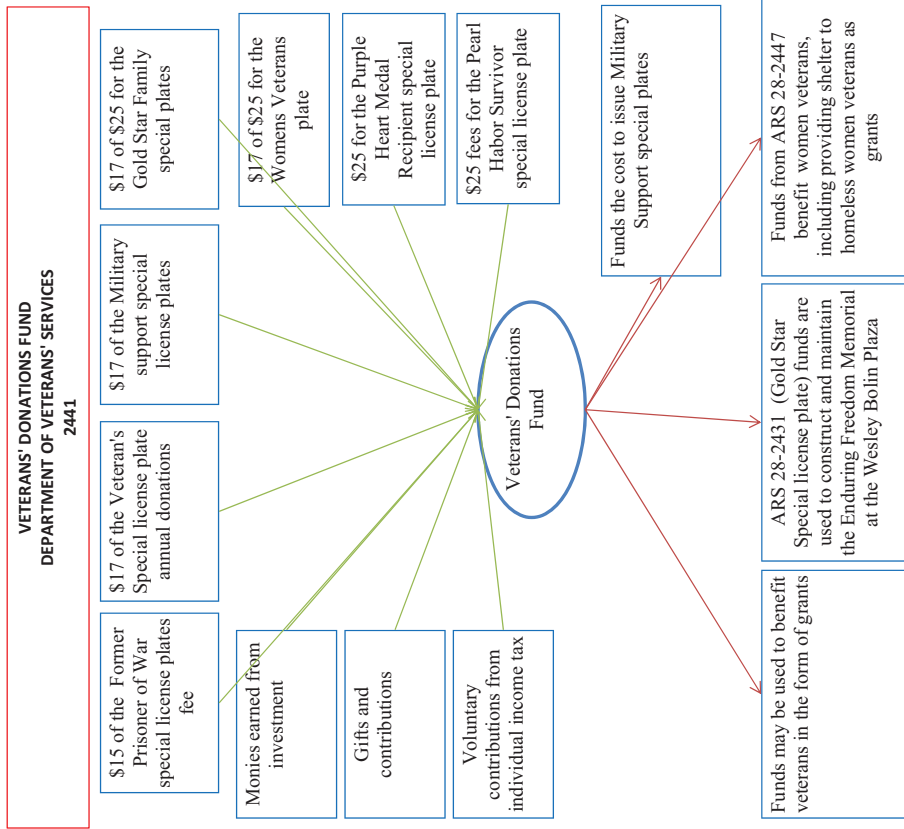 VETERANS' DONATIONS FUND
DEPARTMENT OF VETERANS' SERVICES
2441
$15 of the Former
Prisoner of War
special license plates
fee
$17 of the Veteran's
Special license plate
annual donations
$17 of the Military
support special
license plates
$17 of $25 for the
Gold Star Family
special plates
Monies earned from
investment
$17 of $25 for the
Womens Veterans
plate
Gifts and
contributions
$25 for the Purple
Heart Medal
Recipient special
license plate
Voluntary
contributions from
individual income tax
$25 fees for the Pearl
Habor Survivor
special license plate
Veterans' Donations
Fund
Funds the cost to issue Military
Support special plates
Funds may be used to benefit
veterans in the form of grants
ARS 28-2431 (Gold Star
Special license plate) funds are
used to construct and maintain
the Enduring Freedom Memorial
at the Wesley Bolin Plaza
Funds from ARS 28-2447
benefit women veterans,
including providing shelter to
homeless women veterans as
grants